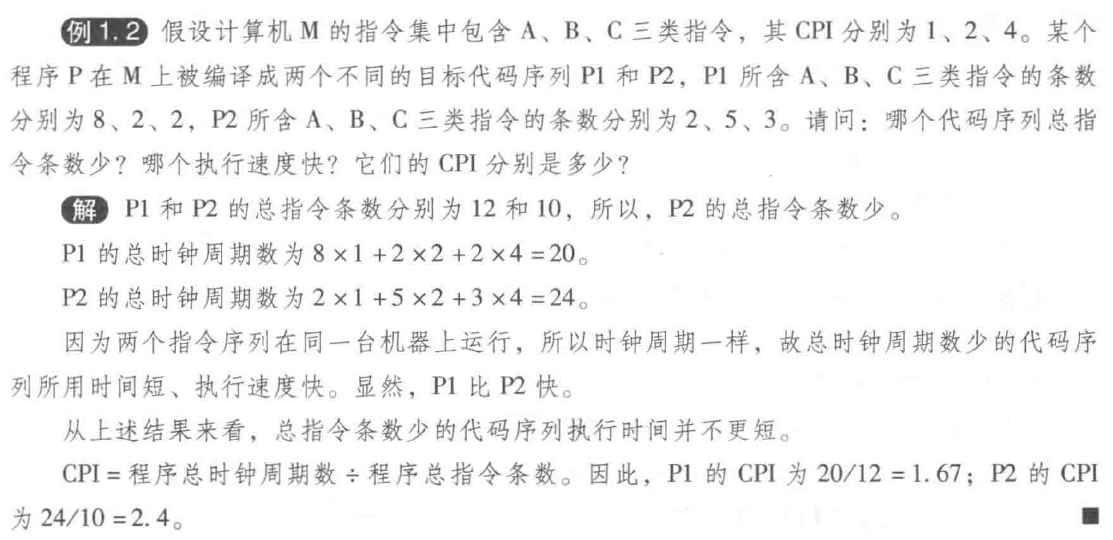 例1.2 假设计算机 M 的指令集中包含 A、B、C 三类指令，其 CPI 分别为 1、2、4。某个
程序 P 在 M 上被编译成两个不同的目标代码序列 P1 和 P2，P1 所含 A、B、C 三类指令的条数
分别为 8、2、2，P2 所含 A、B、C 三类指令的条数分别为 2、5、3。请问：哪个代码序列总指
令条数少？哪个执行速度快？它们的 CPI 分别是多少？
解 P1 和 P2 的总指令条数分别为 12 和 10，所以，P2 的总指令条数少。
P1 的总时钟周期数为 8×1+2×2+2×4=20。
P2 的总时钟周期数为 2×1+5×2+3×4=24。
因为两个指令序列在同一台机器上运行，所以时钟周期一样，故总时钟周期数少的代码序
列所用时间短、执行速度快。显然，P1 比 P2 快。
从上述结果来看，总指令条数少的代码序列执行时间并不更短。
CPI=程序总时钟周期数÷程序总指令条数。因此，P1 的 CPI 为 20/12=1.67；P2 的 CPI
为 24/10=2.4。